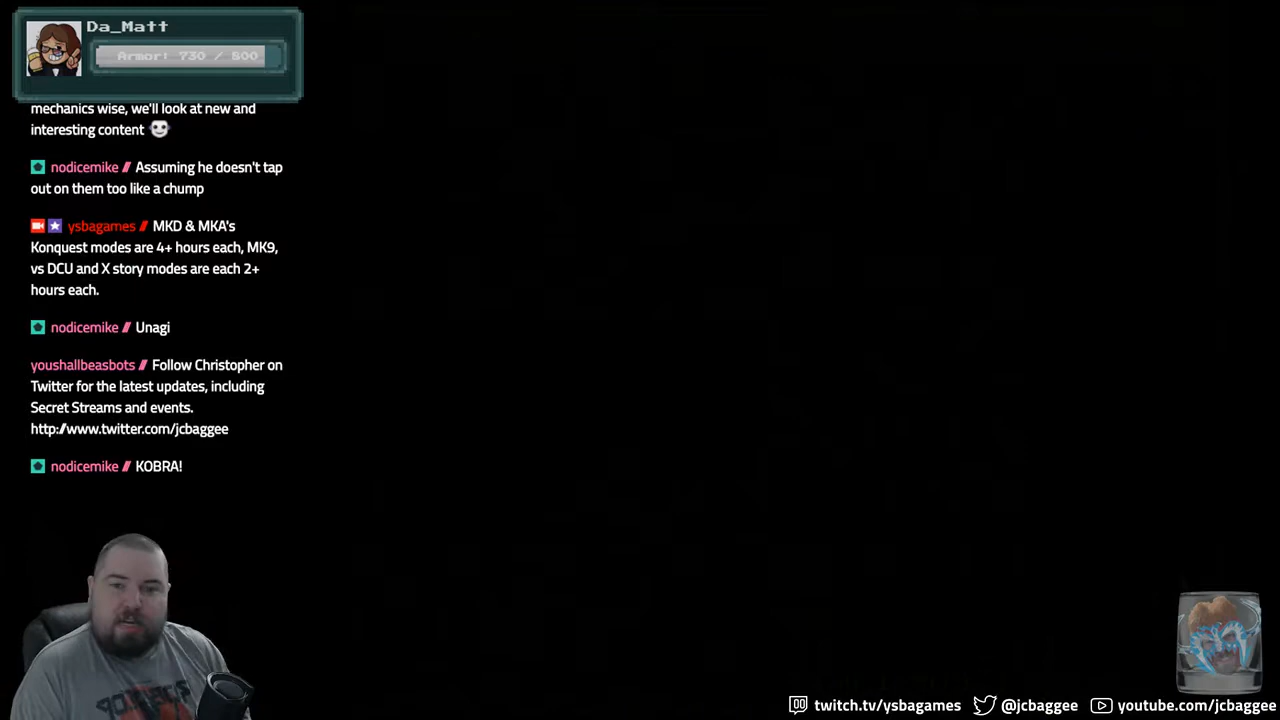 Da_Matt
Armor: 730 / 800
mechanics wise, we'll look at new and
interesting content
nodicemike // Assuming he doesn't tap
out on them too like a chump
ysbagames // MKD & MKA's
Konquest modes are 4+ hours each, MK9,
vs DCU and X story modes are each 2+
hours each.
nodicemike // Unagi
youshallbeasbots // Follow Christopher on
Twitter for the latest updates, including
Secret Streams and events.
http://www.twitter.com/jcbaggee
nodicemike // KOBRA!
twitch.tv/ysbagames @jcbaggee youtube.com/jcbaggee